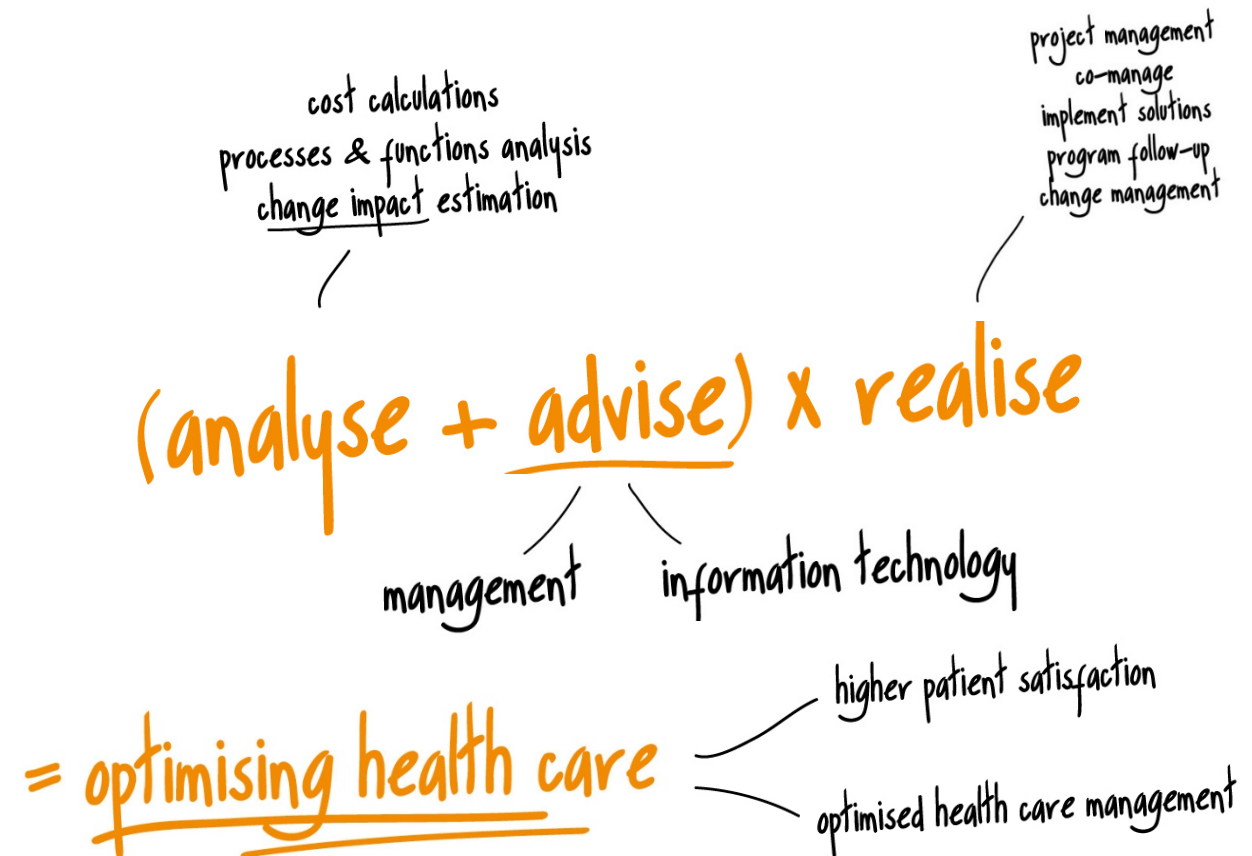 project management
co-manage
implement solutions
program follow-up
change management
cost calculations
processes & functions analysis
change impact estimation
(analyse + advise) x realise
management
information technology
= optimising health care
higher patient satisfaction
optimised health care management